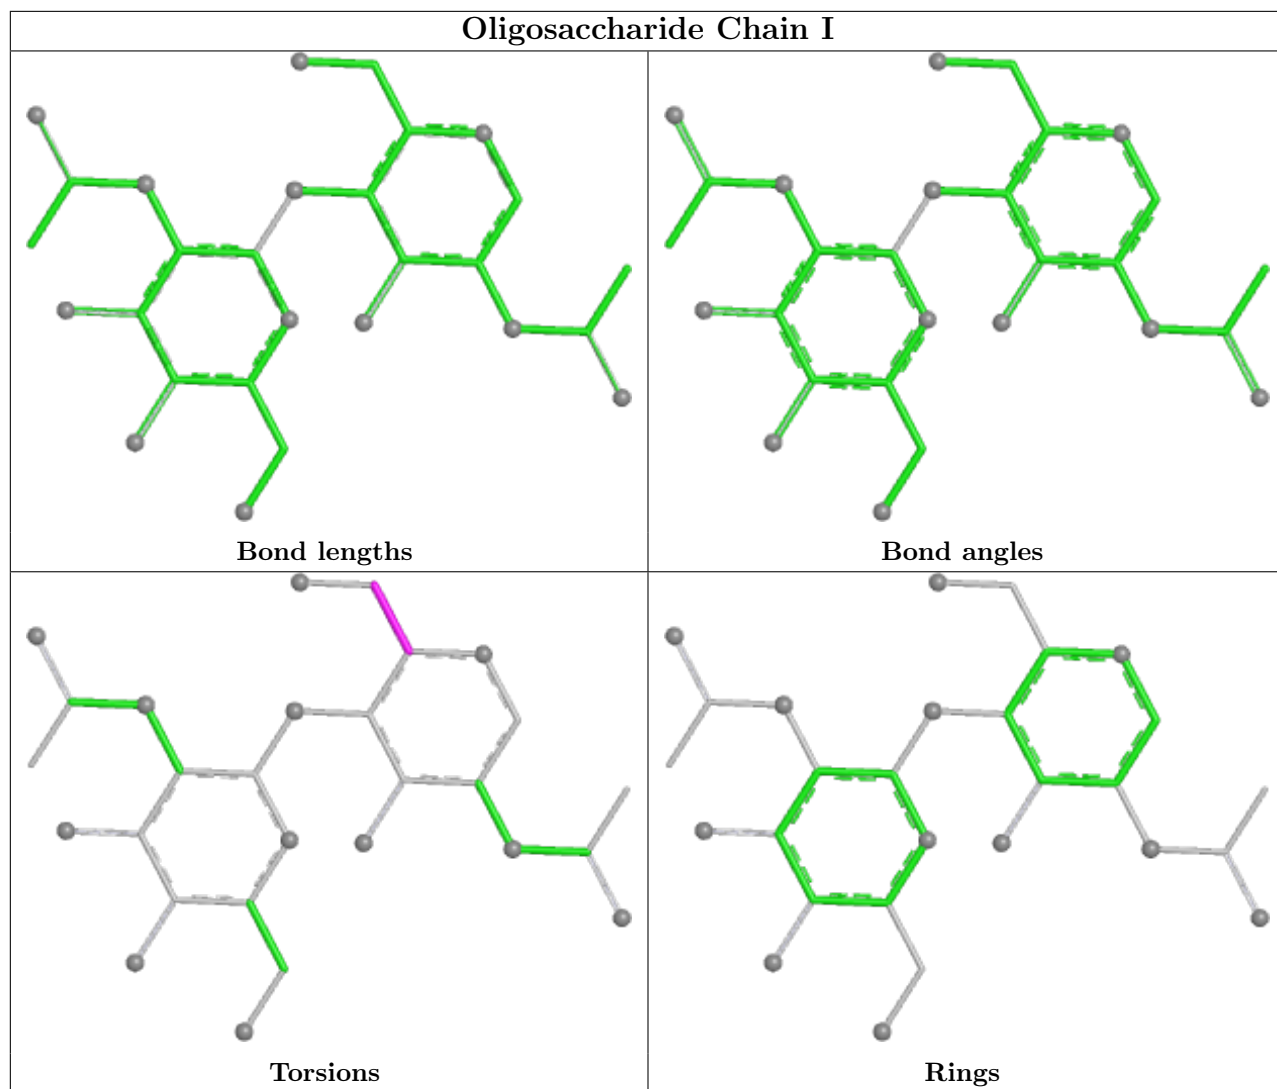 Oligosaccharide Chain I
Bond lengths
Bond angles
Torsions
Rings